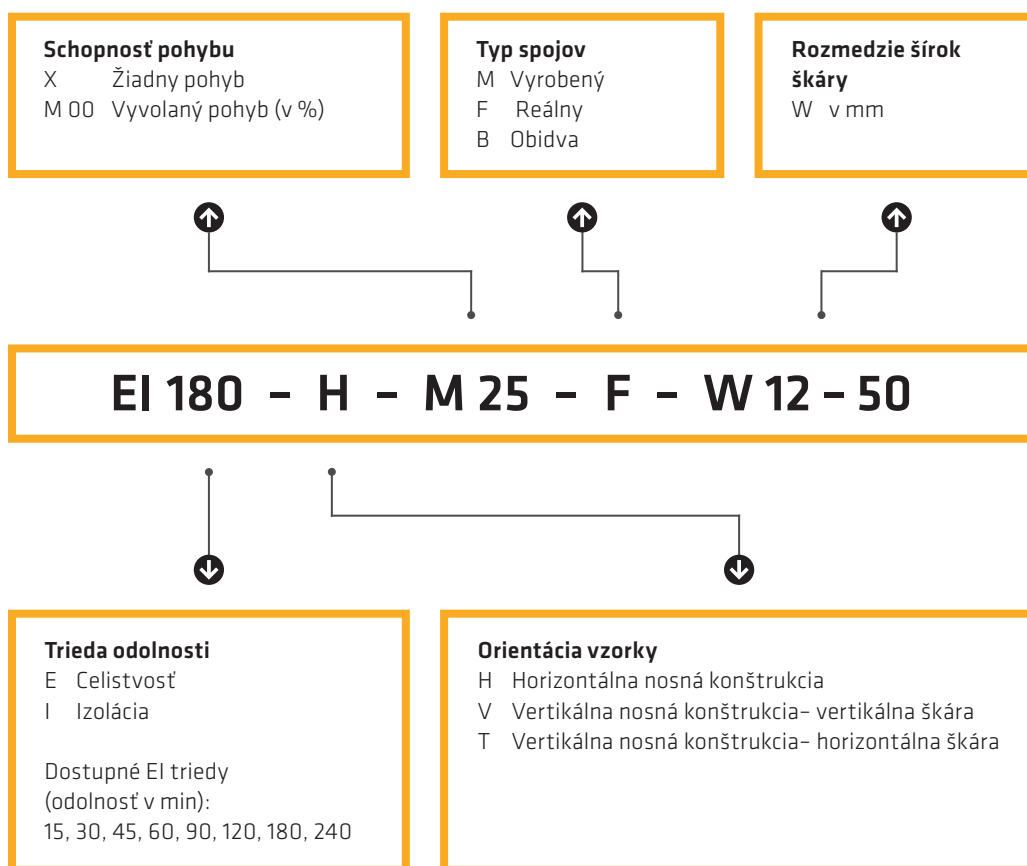 Schopnosť pohybu
X Žiadny pohyb
M 00 Vyvolaný pohyb (v %)
Typ spojov
M Vyrobený
F Reálny
B Obidva
Rozmedzie šírok
škáry
W v mm
EI 180 – H – M 25 – F – W 12 – 50
Trieda odolnosti
E Celistvosť
I Izolácia
Dostupné EI triedy
(odolnosť v min):
15, 30, 45, 60, 90, 120, 180, 240
Orientácia vzorky
H Horizontálna nosná konštrukcia
V Vertikálna nosná konštrukcia– vertikálna škára
T Vertikálna nosná konštrukcia– horizontálna škára